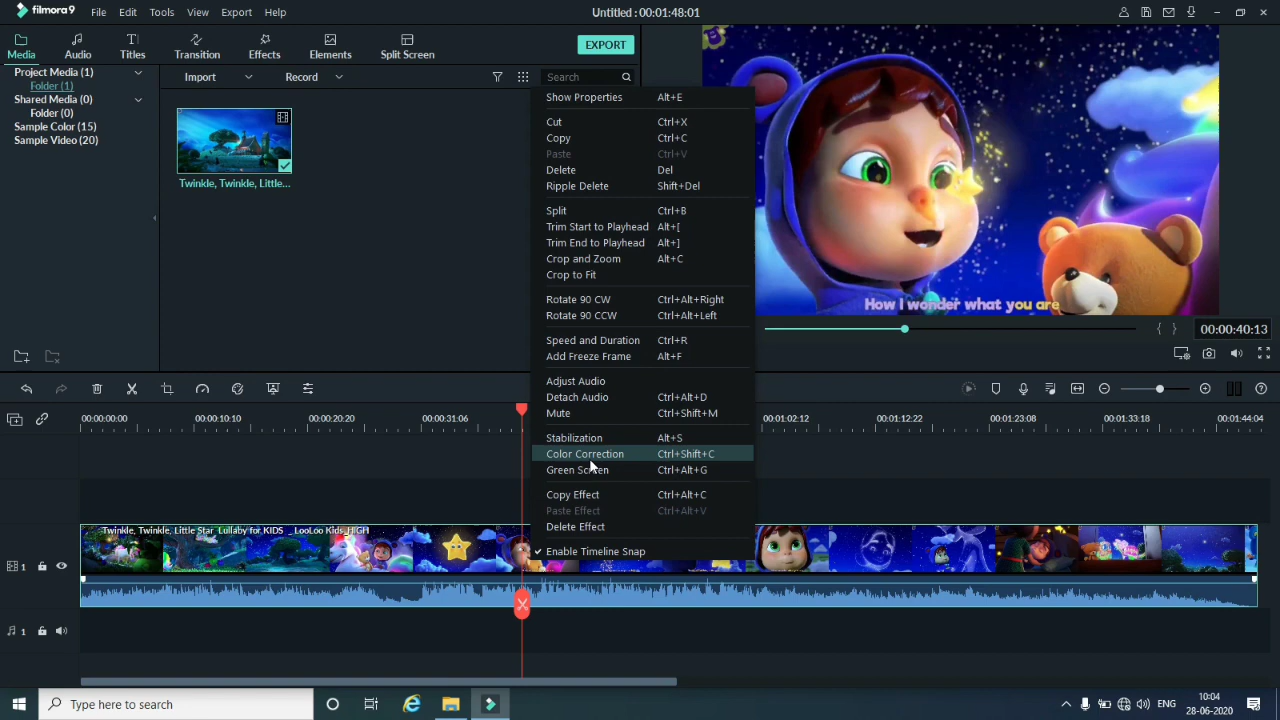 filmora9 File Edit Tools View Export Help Untitled : 00:01:48:01
Media Audio Titles Transition Effects Elements Split Screen EXPORT
Project Media (1)
Folder (1)
Shared Media (0)
Folder (0)
Sample Color (15)
Sample Video (20)
Import Record Search
Twinkle, Twinkle, Little...
Show Properties Alt+E
Cut Ctrl+X
Copy Ctrl+C
Paste Ctrl+V
Delete Del
Ripple Delete Shift+Del
Split Ctrl+B
Trim Start to Playhead Alt+[
Trim End to Playhead Alt+]
Crop and Zoom Alt+C
Crop to Fit
Rotate 90 CW Ctrl+Alt+Right
Rotate 90 CCW Ctrl+Alt+Left
Speed and Duration Ctrl+R
Add Freeze Frame Alt+F
Adjust Audio
Detach Audio Ctrl+Alt+D
Mute Ctrl+Shift+M
Stabilization Alt+S
Color Correction Ctrl+Shift+C
Green Screen Ctrl+Alt+G
Copy Effect Ctrl+Alt+C
Paste Effect Ctrl+Alt+V
Delete Effect
Enable Timeline Snap
How I wonder what you are
{ } 00:00:40:13
00:00:00:00 00:00:10:10 00:00:20:20 00:00:31:06 00:01:02:12 00:01:12:22 00:01:23:08 00:01:33:18 00:01:44:04
Twinkle, Twinkle, Little Star Lullaby for KIDS _ LooLoo Kids_HIGH
1
1
Type here to search
ENG
10:04
28-06-2020